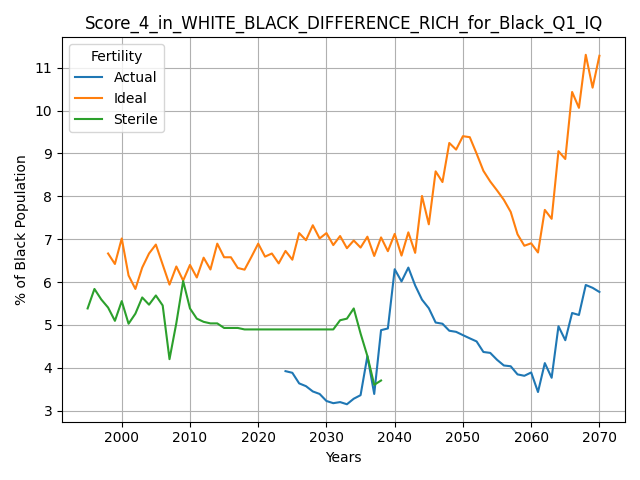 Score_4_in_WHITE_BLACK_DIFFERENCE_RICH_for_Black_Q1_IQ
Fertility
Actual
Ideal
Sterile
% of Black Population
11
10
9
8
7
6
5
4
3
2000
2010
2020
2030
2040
2050
2060
2070
Years